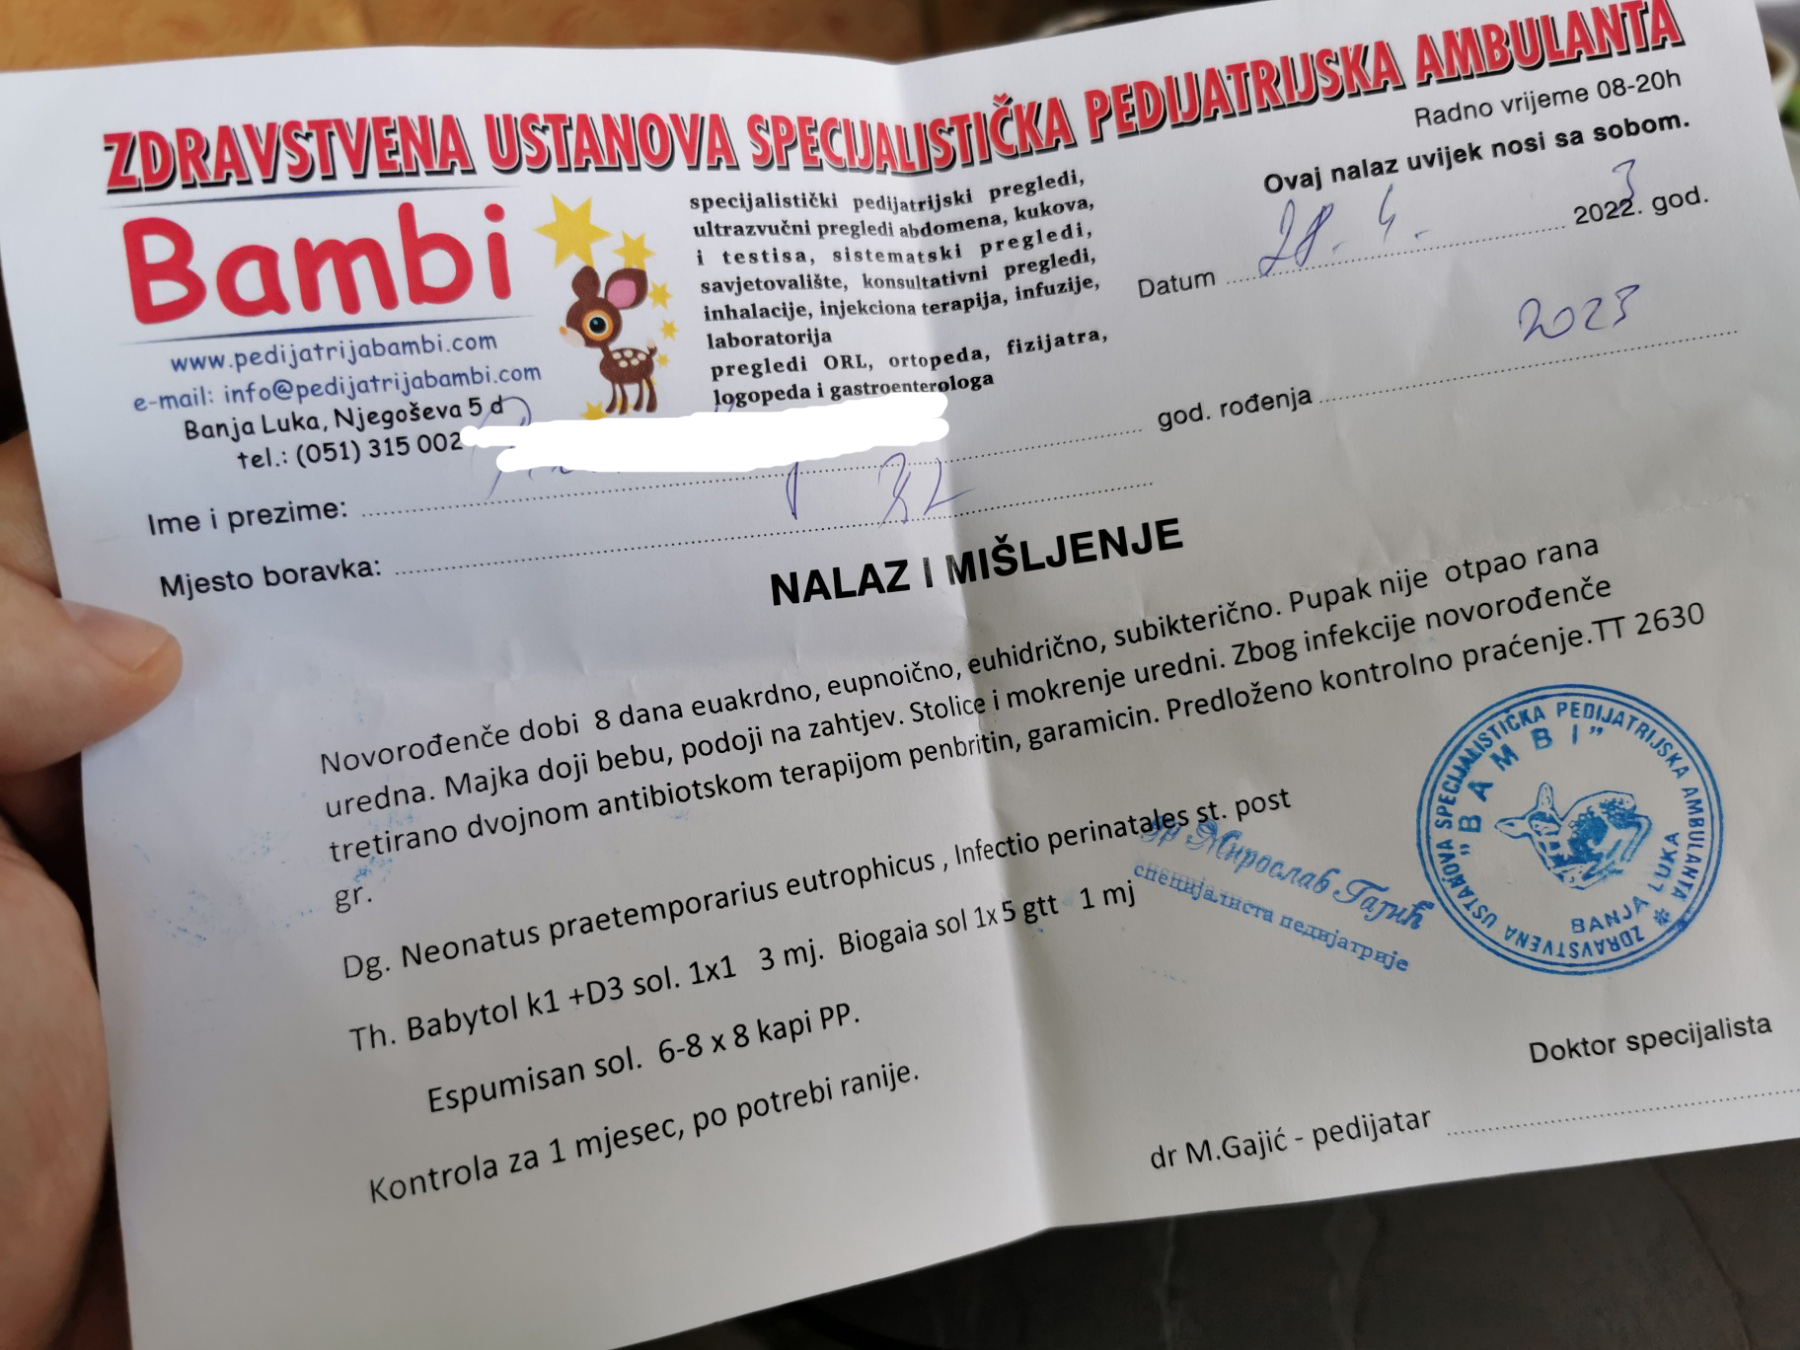 ZDRAVSTVENA USTANOVA SPECIJALISTIČKA PEDIJATRIJSKA AMBULANTA
Radno vrijeme 08-20h
Ovaj nalaz uvijek nosi sa sobom.
Bambi
www.pedijatrijabambi.com
e-mail: info@pedijatrijabambi.com
Banja Luka, Njegoševa 5 d
tel.: (051) 315 002
specijalistički pedijatrijski pregledi,
ultrazvučni pregledi abdomena, kukova,
i testisa, sistematski pregledi,
savjetovalište, konsultativni pregledi,
inhalacije, injekciona terapija, infuzije,
laboratorija
pregledi ORL, ortopeda, fizijatra,
logopeda i gastroenterologa
Datum 28. 4. 2022. god.
3
Ime i prezime: god. rođenja 2023
Mjesto boravka: BL
NALAZ I MIŠLJENJE
Novorođenče dobi 8 dana euakrdno, eupnoično, euhidrično, subikterično. Pupak nije otpao rana
uredna. Majka doji bebu, podoji na zahtjev. Stolice i mokrenje uredni. Zbog infekcije novorođenče
tretirano dvojnom antibiotskom terapijom penbritin, garamicin. Predloženo kontrolno praćenje.TT 2630
gr.
Dg. Neonatus praetemporarius eutrophicus , Infectio perinatales st. post
Th. Babytol k1 +D3 sol. 1x1 3 mj. Biogaia sol 1x 5 gtt 1 mj
Espumisan sol. 6-8 x 8 kapi PP.
Kontrola za 1 mjesec, po potrebi ranije.
др Мирослав Гајић
специјалиста педијатрије
ZDRAVSTVENA USTANOVA SPECIJALISTIČKA PEDIJATRIJSKA AMBULANTA
"BAMBI"
BANJA LUKA
Doktor specijalista
dr M.Gajić - pedijatar